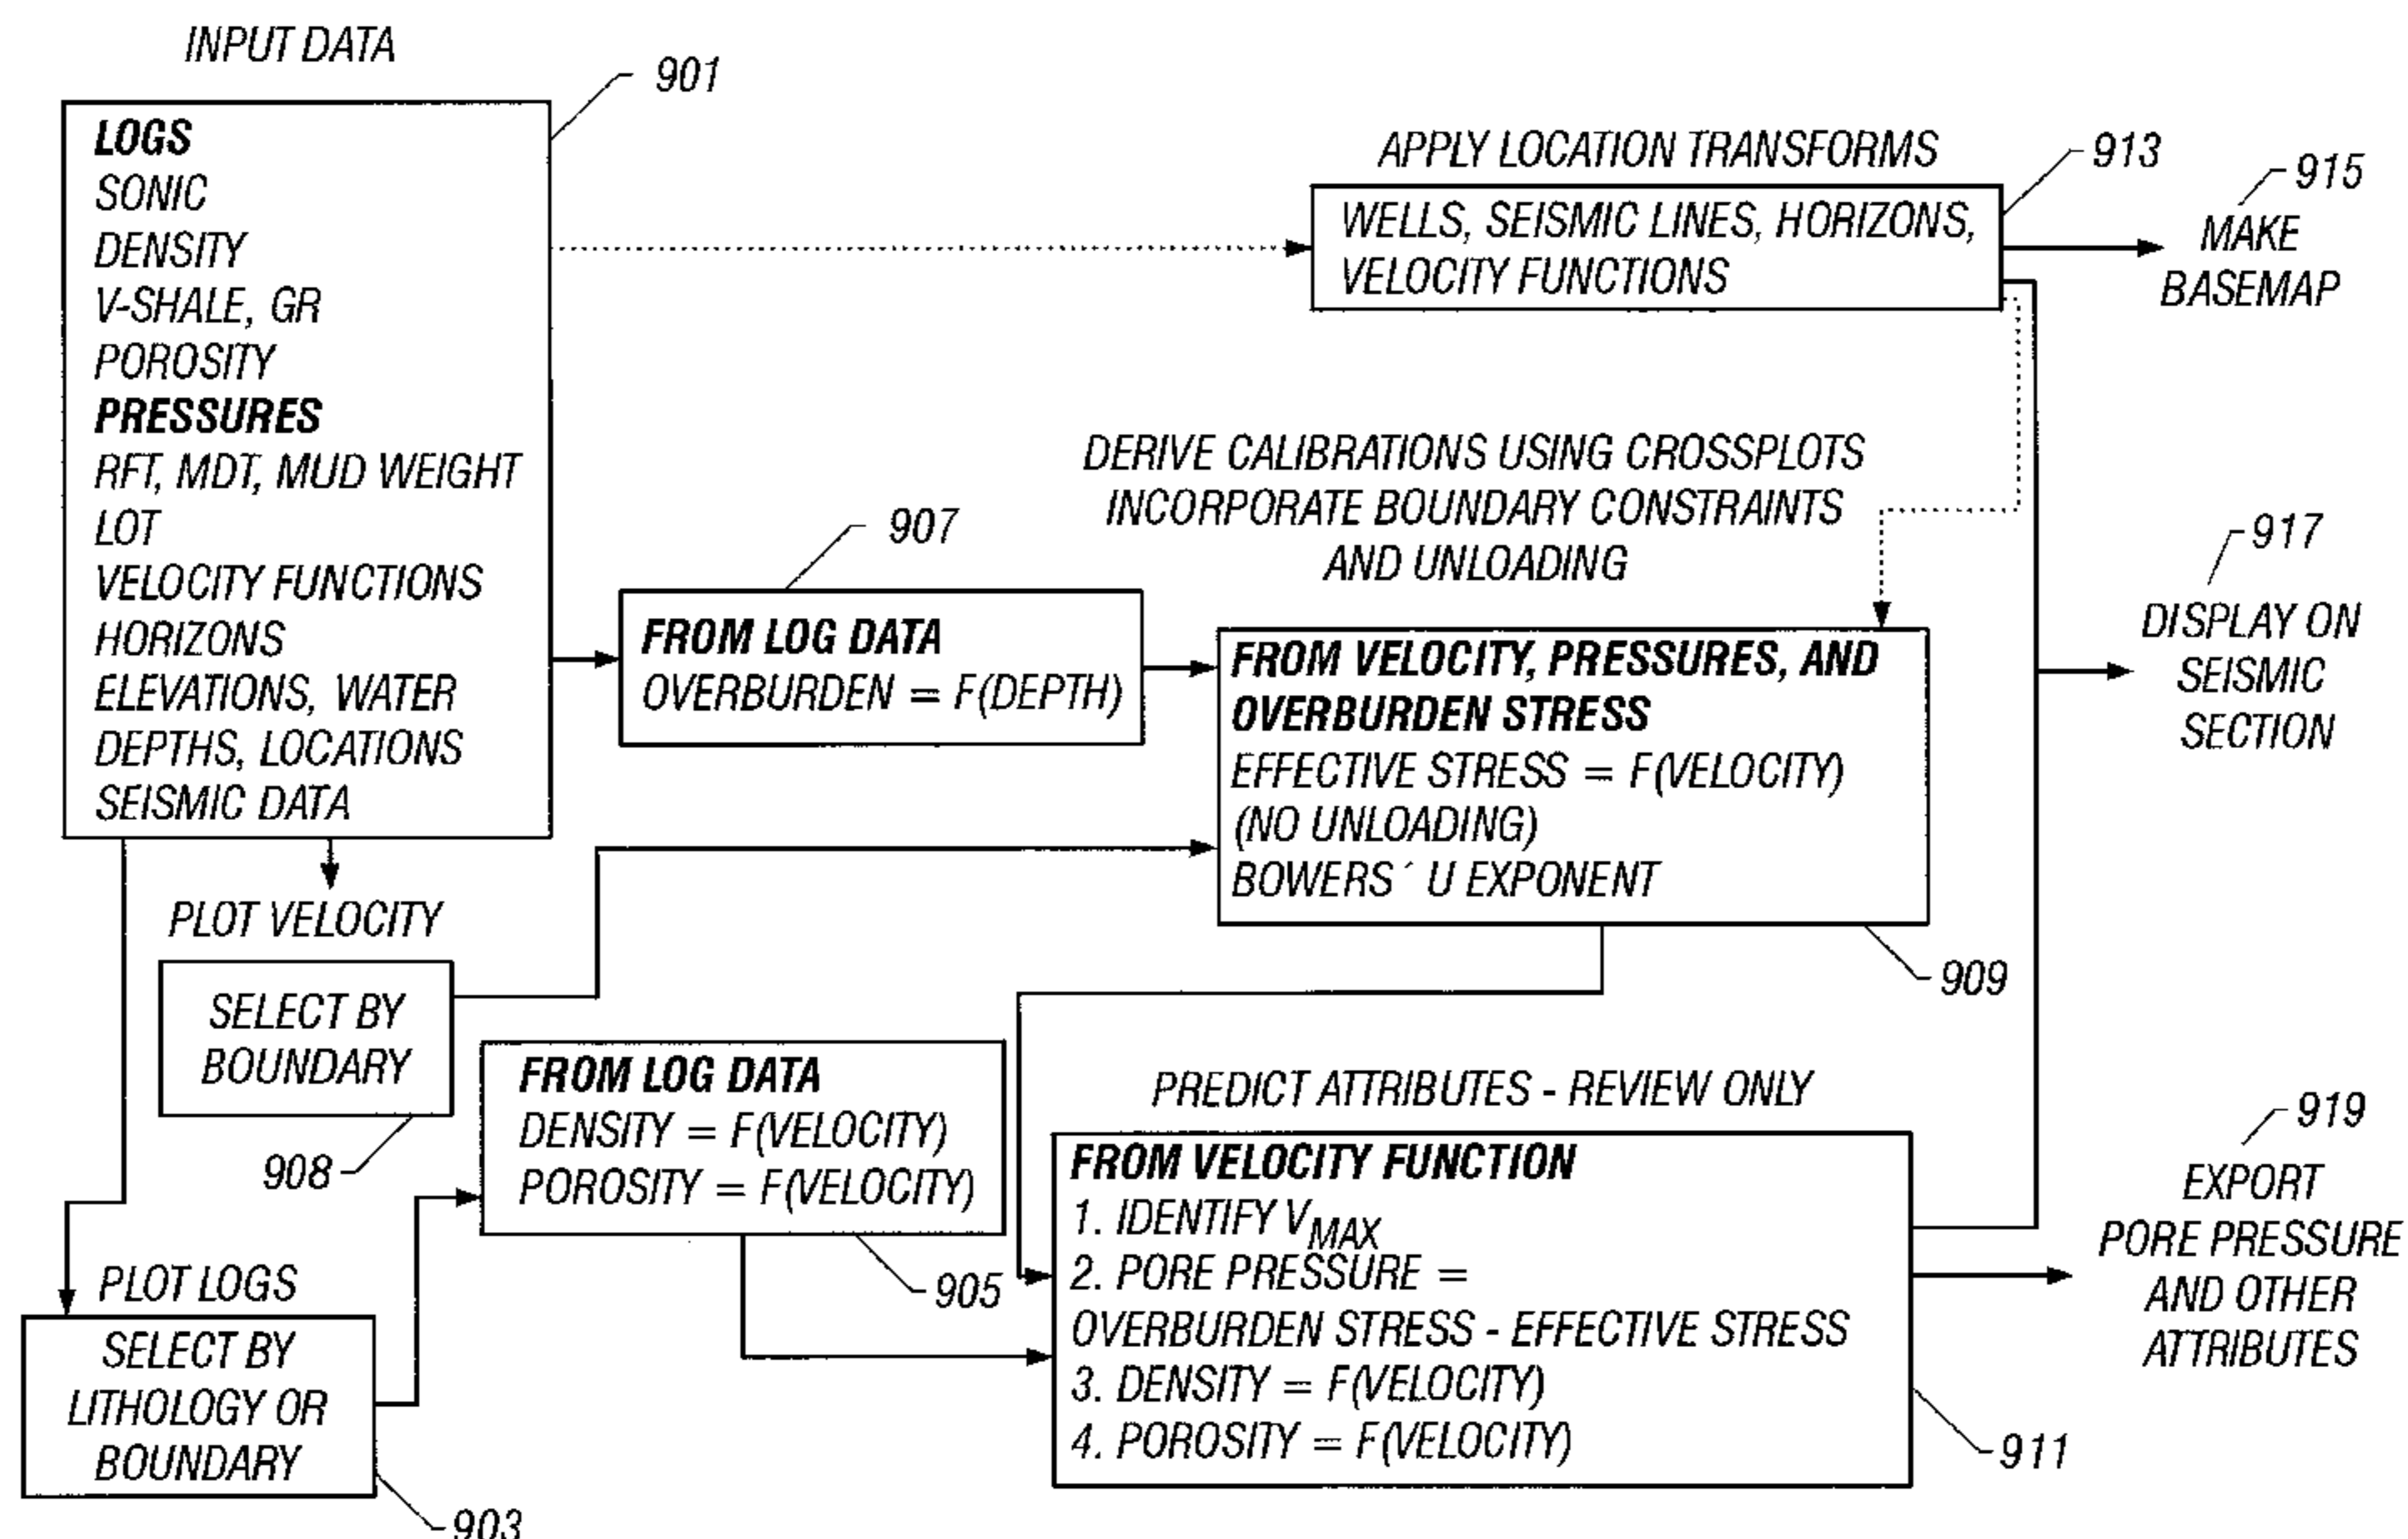 INPUT DATA
901
LOGS
SONIC
DENSITY
V-SHALE, GR
POROSITY
PRESSURES
RFT, MDT, MUD WEIGHT
LOT
VELOCITY FUNCTIONS
HORIZONS
ELEVATIONS, WATER
DEPTHS, LOCATIONS
SEISMIC DATA
APPLY LOCATION TRANSFORMS
913
WELLS, SEISMIC LINES, HORIZONS,
VELOCITY FUNCTIONS
915
MAKE
BASEMAP
DERIVE CALIBRATIONS USING CROSSPLOTS
INCORPORATE BOUNDARY CONSTRAINTS
AND UNLOADING
907
FROM LOG DATA
OVERBURDEN = F(DEPTH)
FROM VELOCITY, PRESSURES, AND
OVERBURDEN STRESS
EFFECTIVE STRESS = F(VELOCITY)
(NO UNLOADING)
BOWERS´ U EXPONENT
909
917
DISPLAY ON
SEISMIC
SECTION
PLOT VELOCITY
SELECT BY
BOUNDARY
908
FROM LOG DATA
DENSITY = F(VELOCITY)
POROSITY = F(VELOCITY)
905
PREDICT ATTRIBUTES - REVIEW ONLY
FROM VELOCITY FUNCTION
1. IDENTIFY VMAX
2. PORE PRESSURE =
OVERBURDEN STRESS - EFFECTIVE STRESS
3. DENSITY = F(VELOCITY)
4. POROSITY = F(VELOCITY)
911
919
EXPORT
PORE PRESSURE
AND OTHER
ATTRIBUTES
PLOT LOGS
SELECT BY
LITHOLOGY OR
BOUNDARY
903